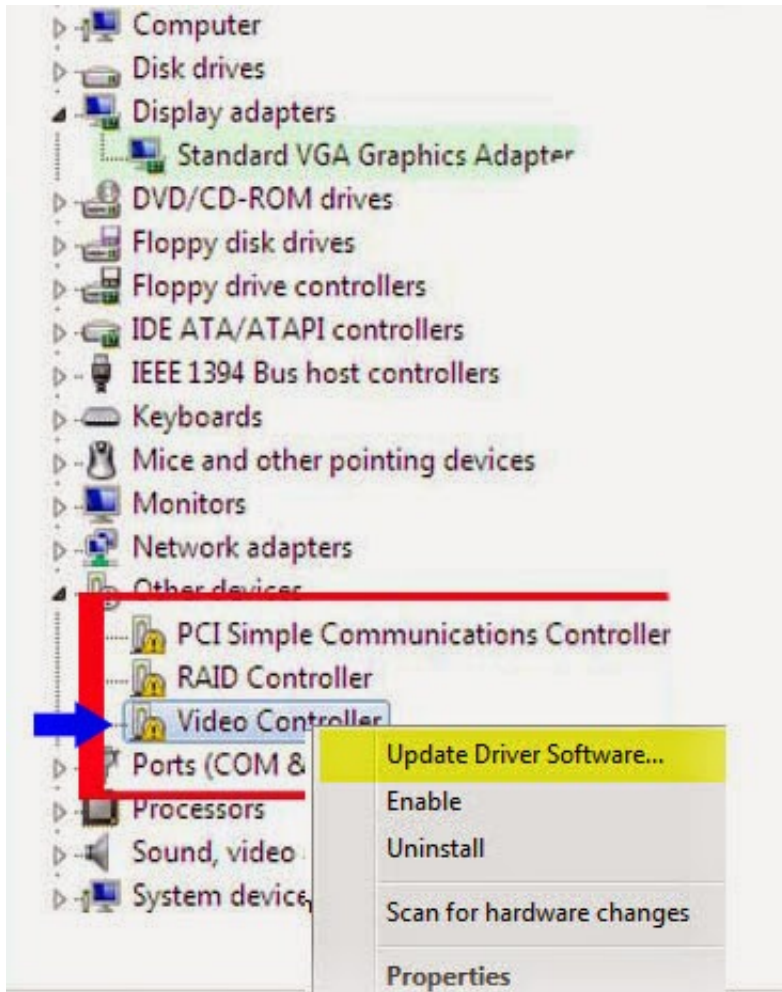 Computer
Disk drives
Display adapters
Standard VGA Graphics Adapter
DVD/CD-ROM drives
Floppy disk drives
Floppy drive controllers
IDE ATA/ATAPI controllers
IEEE 1394 Bus host controllers
Keyboards
Mice and other pointing devices
Monitors
Network adapters
Other devices
PCI Simple Communications Controller
RAID Controller
Video Controller
Ports (COM &
Processors
Sound, video
System device
Update Driver Software...
Enable
Uninstall
Scan for hardware changes
Properties